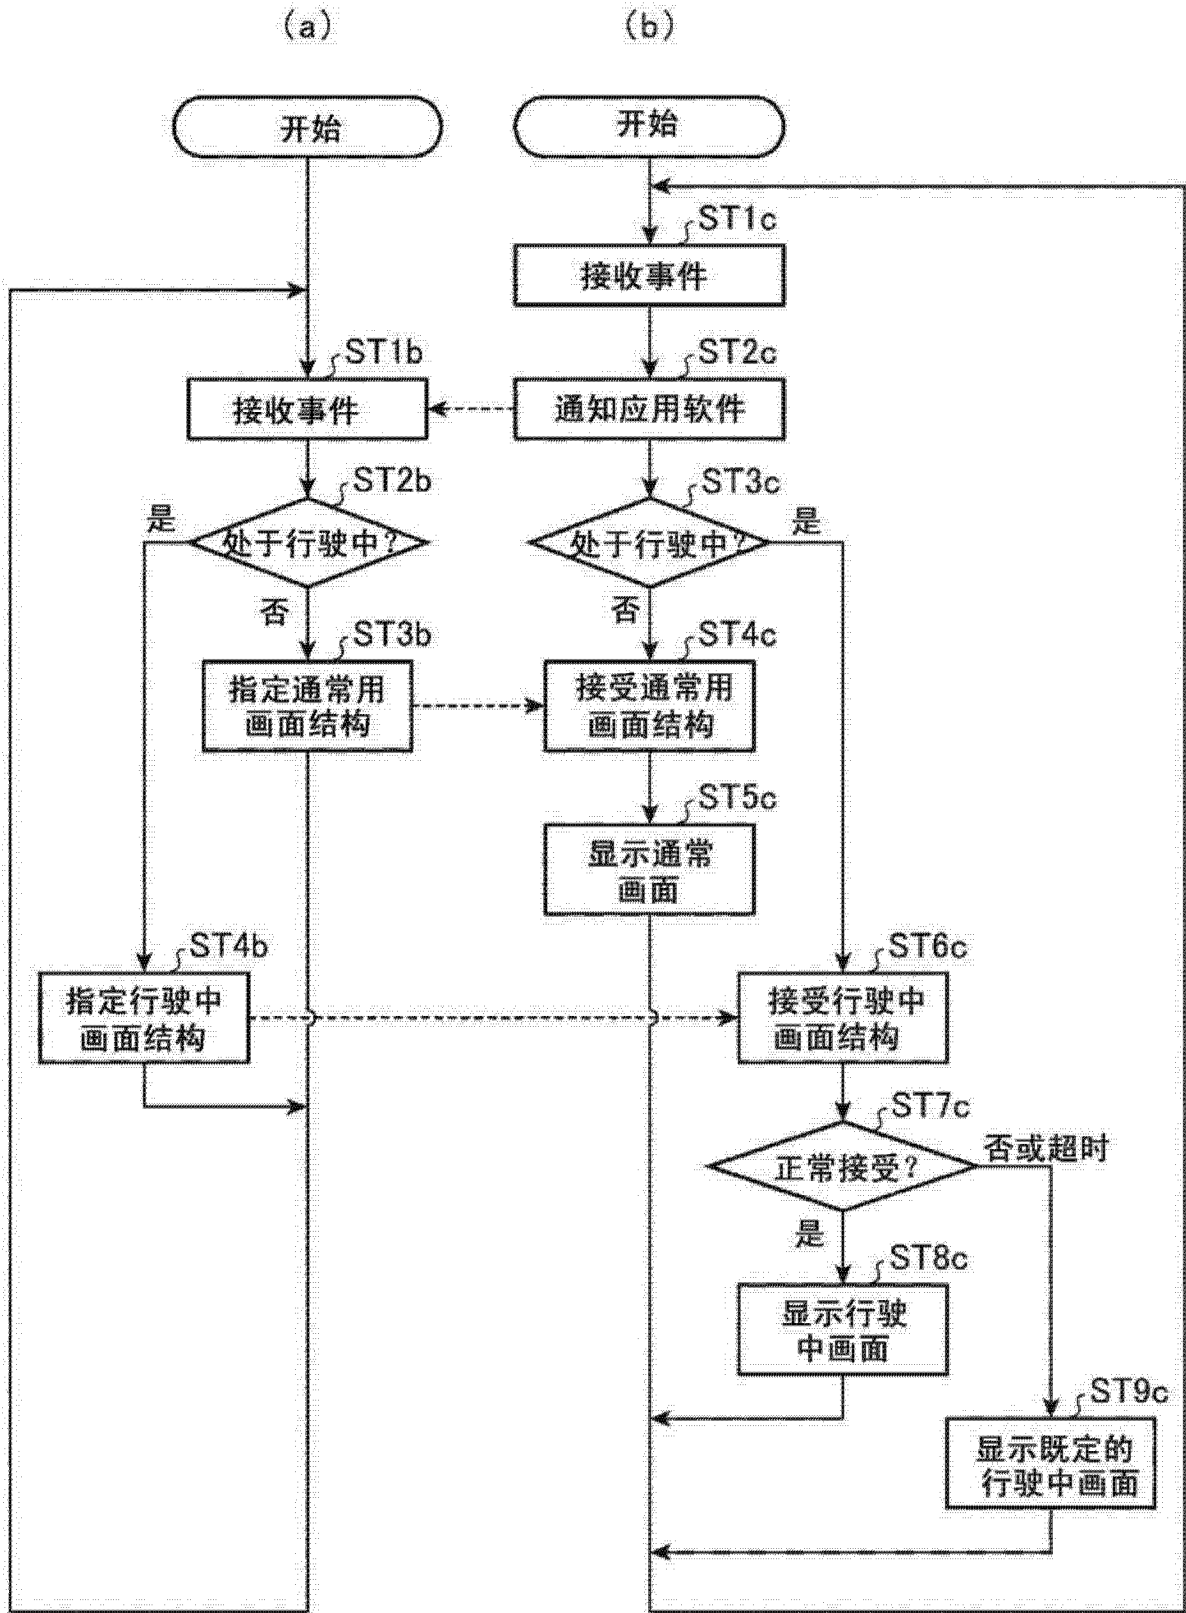 (a)
(b)
开始
开始
ST1c
接收事件
ST1b
接收事件
ST2c
通知应用软件
ST2b
处于行驶中?
是
否
ST3c
处于行驶中?
是
否
ST3b
指定通常用
画面结构
ST4c
接受通常用
画面结构
ST5c
显示通常
画面
ST4b
指定行驶中
画面结构
ST6c
接受行驶中
画面结构
ST7c
正常接受?
否或超时
是
ST8c
显示行驶
中画面
ST9c
显示既定的
行驶中画面